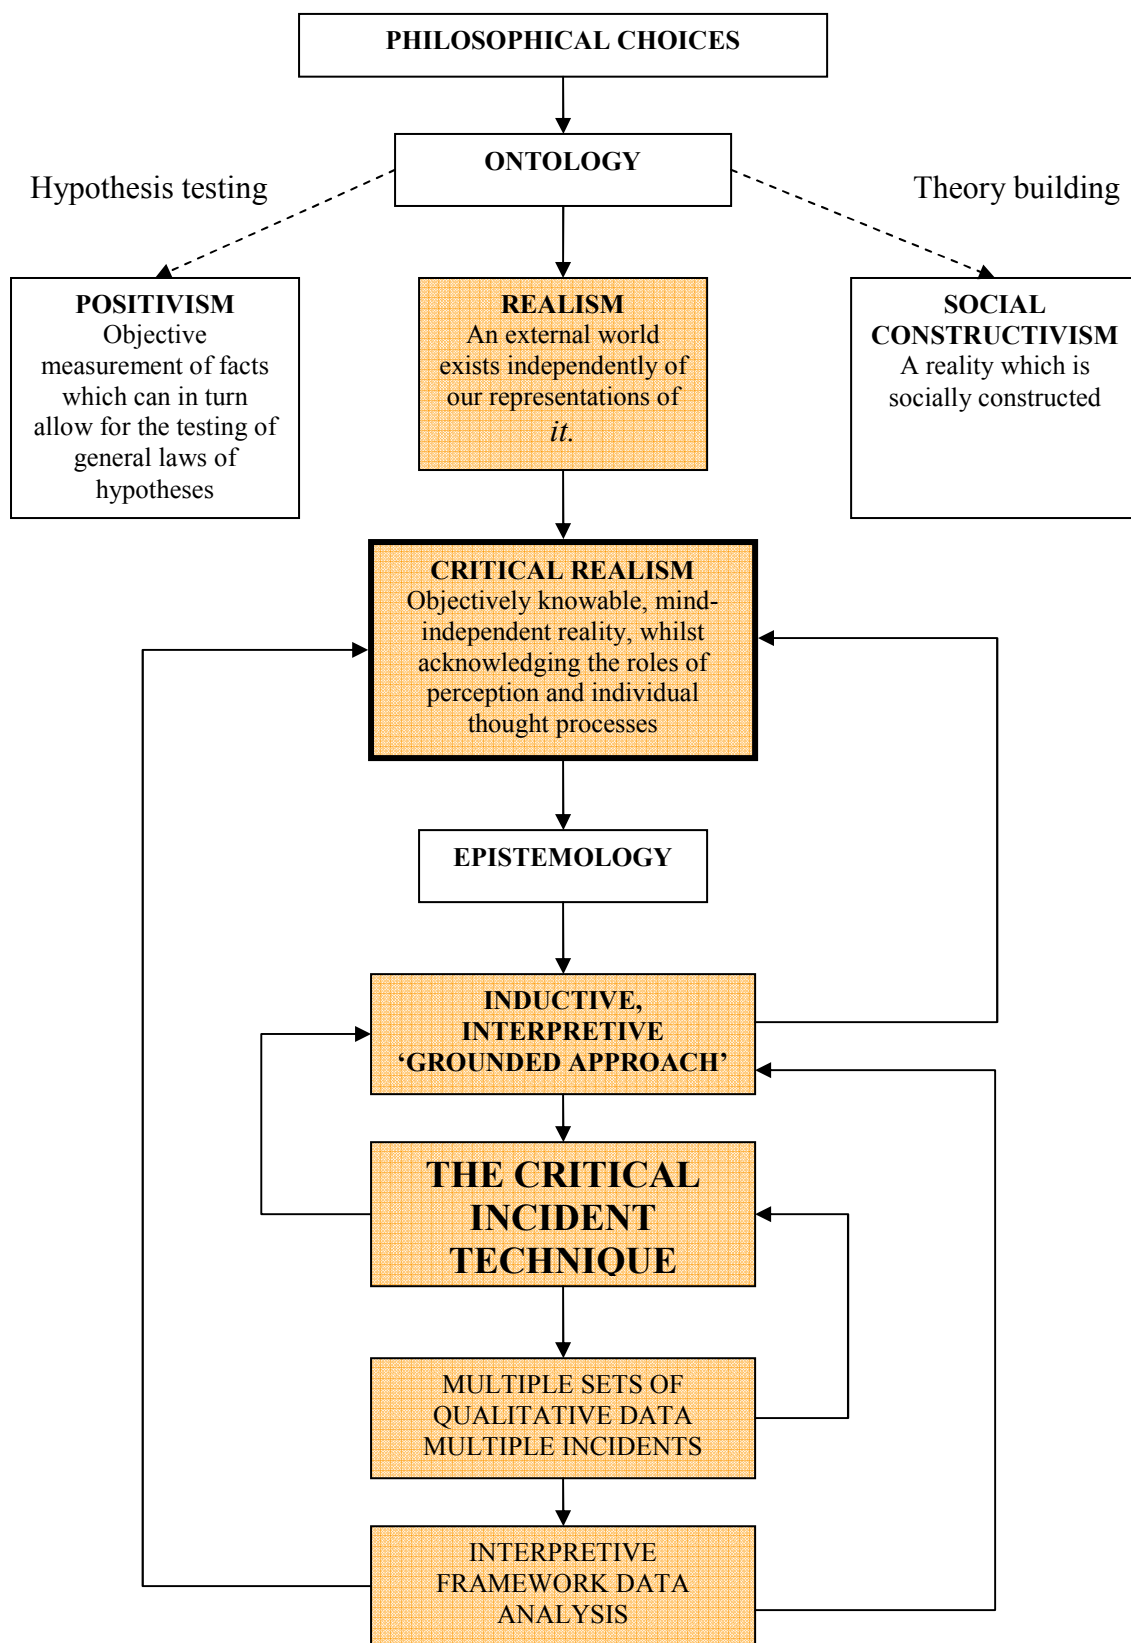 PHILOSOPHICAL CHOICES
ONTOLOGY
Hypothesis testing
Theory building
POSITIVISM
Objective
measurement of facts
which can in turn
allow for the testing of
general laws of
hypotheses
REALISM
An external world
exists independently of
our representations of
it.
SOCIAL
CONSTRUCTIVISM
A reality which is
socially constructed
CRITICAL REALISM
Objectively knowable, mind-
independent reality, whilst
acknowledging the roles of
perception and individual
thought processes
EPISTEMOLOGY
INDUCTIVE,
INTERPRETIVE
‘GROUNDED APPROACH’
THE CRITICAL
INCIDENT
TECHNIQUE
MULTIPLE SETS OF
QUALITATIVE DATA
MULTIPLE INCIDENTS
INTERPRETIVE
FRAMEWORK DATA
ANALYSIS